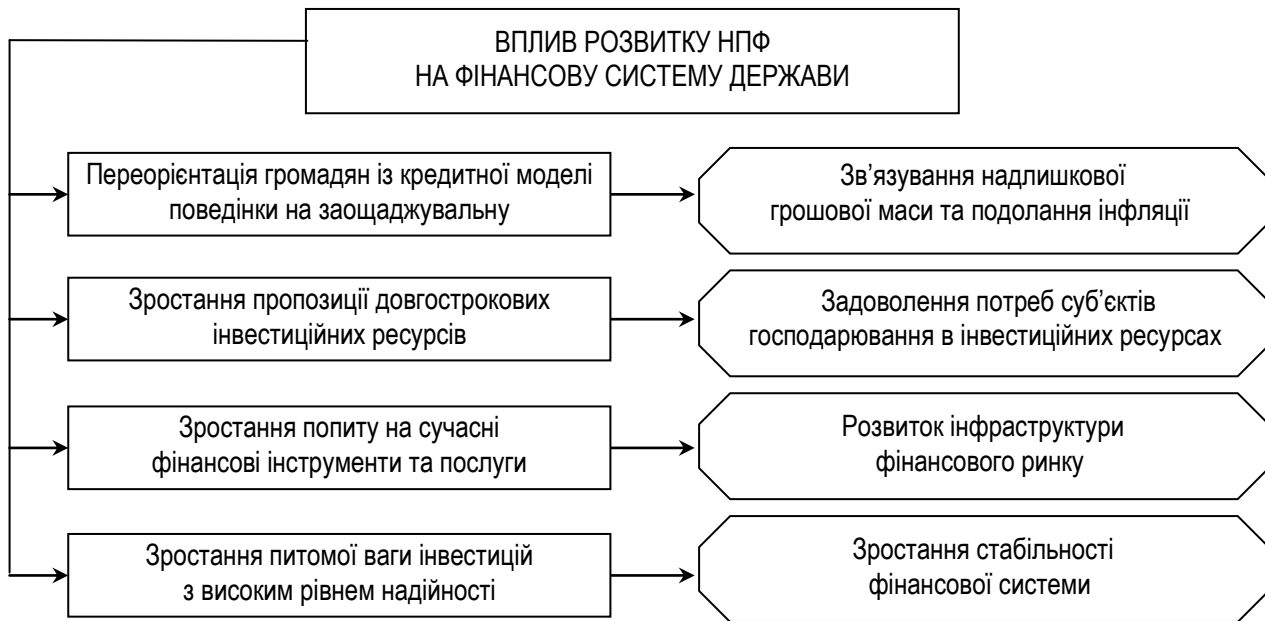 ВПЛИВ РОЗВИТКУ НПФ
НА ФІНАНСОВУ СИСТЕМУ ДЕРЖАВИ
Переорієнтація громадян із кредитної моделі
поведінки на заощаджувальну
Зв’язування надлишкової
грошової маси та подолання інфляції
Зростання пропозиції довгострокових
інвестиційних ресурсів
Задоволення потреб суб’єктів
господарювання в інвестиційних ресурсах
Зростання попиту на сучасні
фінансові інструменти та послуги
Розвиток інфраструктури
фінансового ринку
Зростання питомої ваги інвестицій
з високим рівнем надійності
Зростання стабільності
фінансової системи